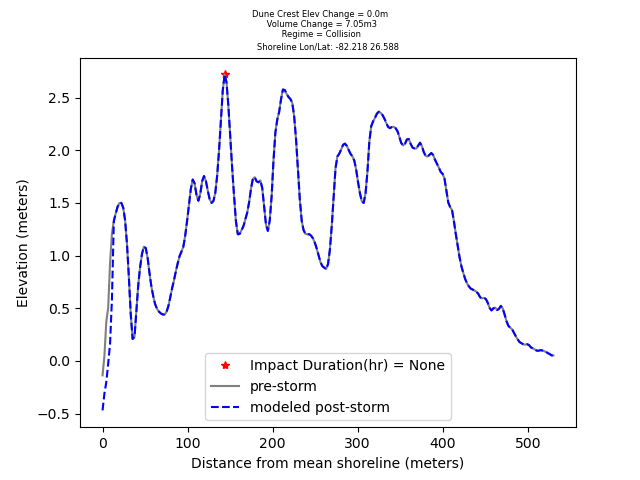 Dune Crest Elev Change = 0.0m
Volume Change = 7.05m3
Regime = Collision
Shoreline Lon/Lat: -82.218 26.588
Elevation (meters)
2.5
2.0
1.5
1.0
0.5
0.0
−0.5
Impact Duration(hr) = None
pre-storm
modeled post-storm
0 100 200 300 400 500
Distance from mean shoreline (meters)